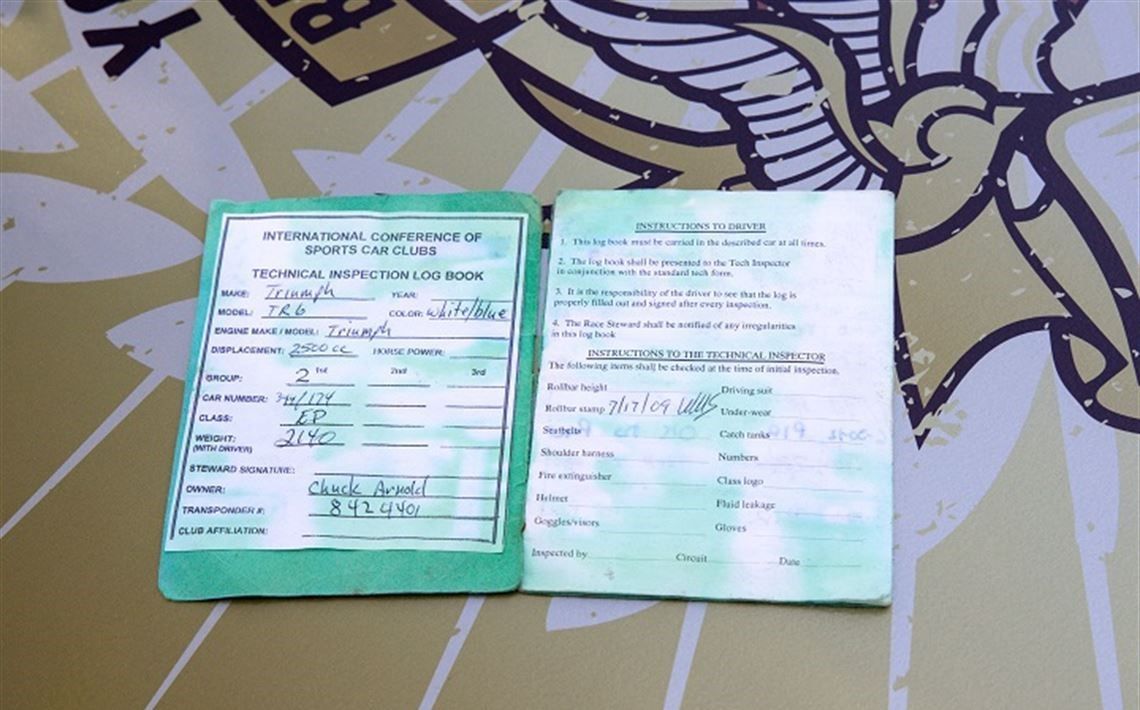 INTERNATIONAL CONFERENCE OF
SPORTS CAR CLUBS
TECHNICAL INSPECTION LOG BOOK
MAKE: Triumph YEAR:
MODEL: TR6 COLOR: white/blue
ENGINE MAKE / MODEL: Triumph
DISPLACEMENT: 2500 cc HORSE POWER:
1st 2nd 3rd
GROUP: 2
CAR NUMBER: /174
CLASS: EP
WEIGHT: 2140
(WITH DRIVER)
STEWARD SIGNATURE:
OWNER: Chuck Arnold
TRANSPONDER #: 8424401
CLUB AFFILIATION:
INSTRUCTIONS TO DRIVER
1. This log book must be carried in the described car at all times.
2. The log book shall be presented to the Tech Inspector
in conjunction with the standard tech form.
3. It is the responsibility of the driver to see that the log is
properly filled out and signed after every inspection.
4. The Race Steward shall be notified of any irregularities
in this log book
INSTRUCTIONS TO THE TECHNICAL INSPECTOR
The following items shall be checked at the time of initial inspection.
Rollbar height Driving suit
Rollbar stamp 7/17/09 Under-wear
Seatbelts Catch tanks
Shoulder harness Numbers
Fire extinguisher Class logo
Helmet Fluid leakage
Goggles/visors Gloves
Inspected by Circuit Date